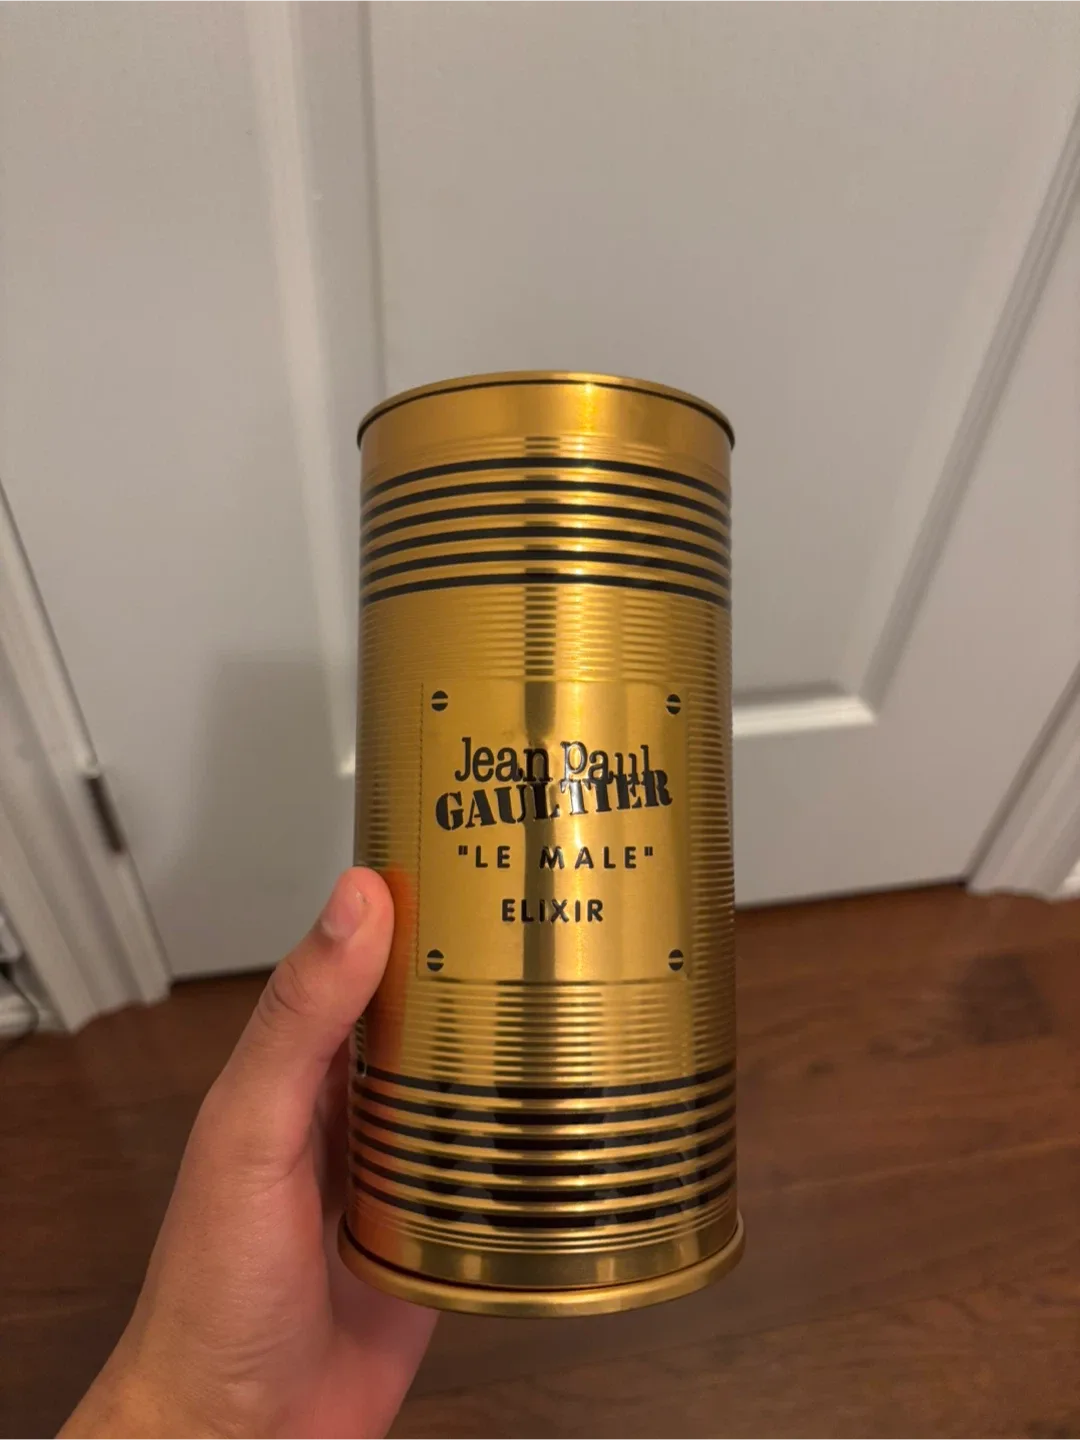 Jean Paul
GAULTIER
"LE MALE"
ELIXIR